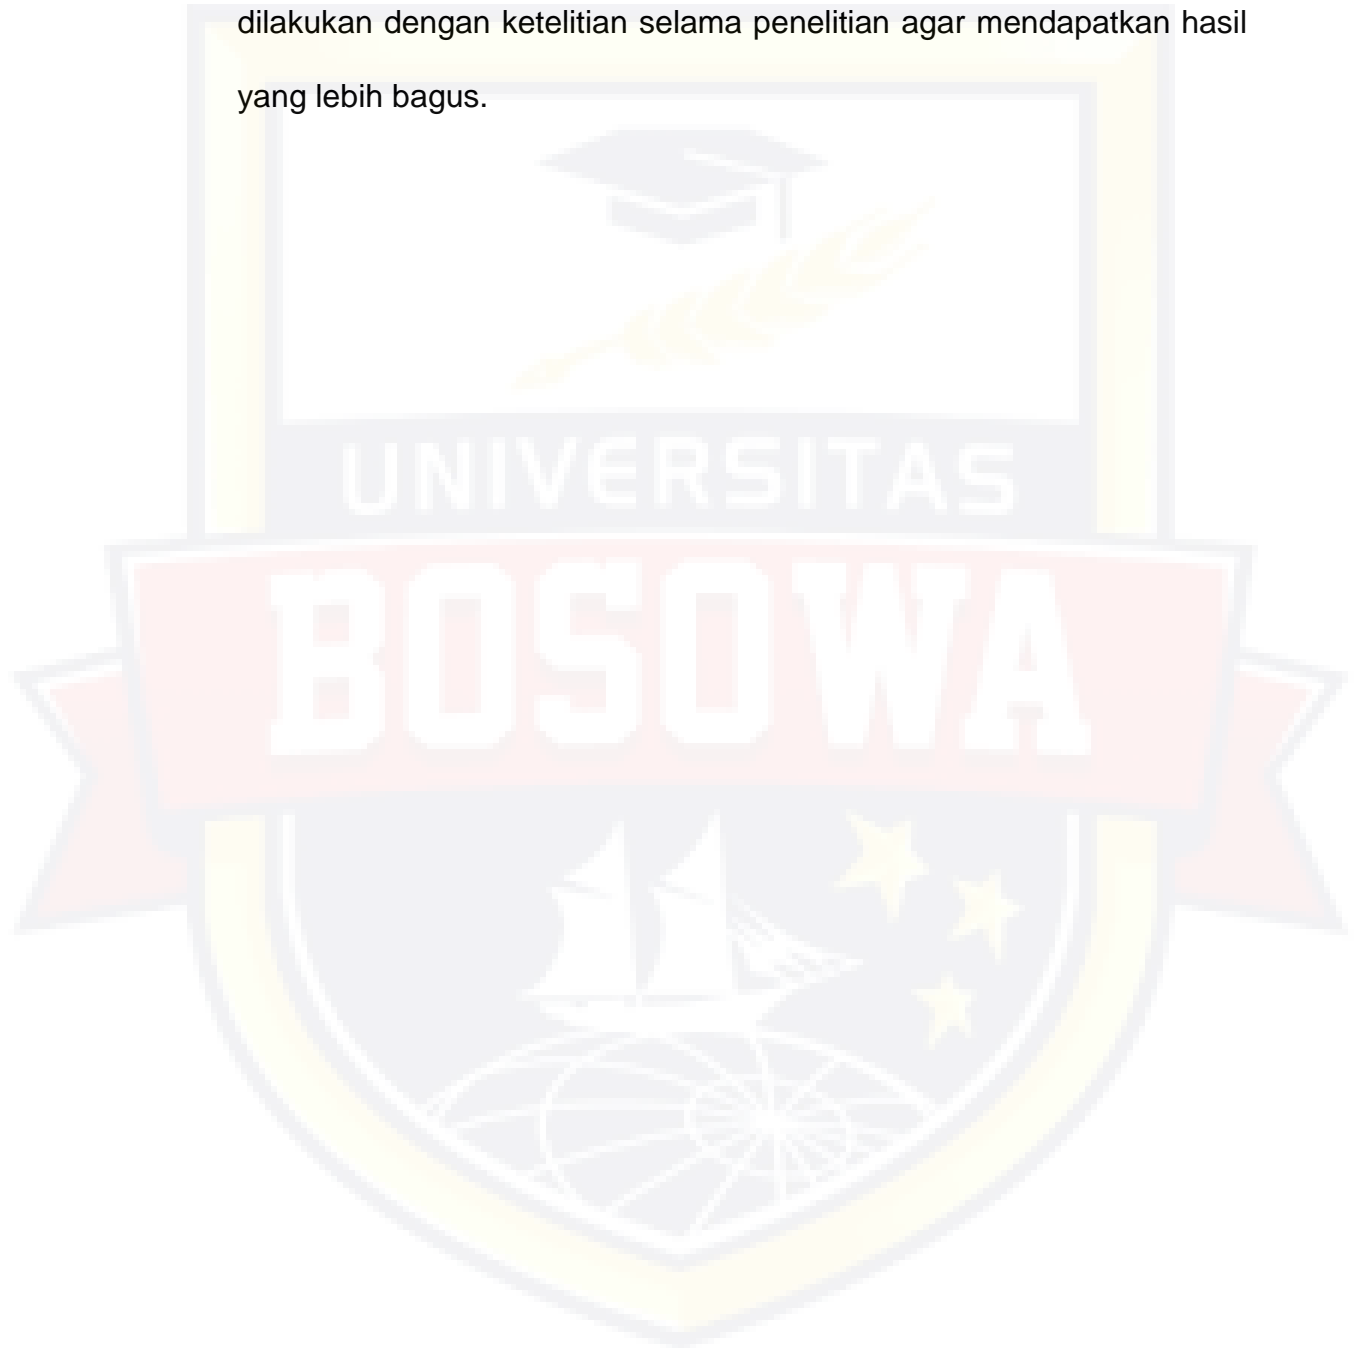 dilakukan dengan ketelitian selama penelitian agar mendapatkan hasil
yang lebih bagus.
UNIVERSITAS
BOSOWA